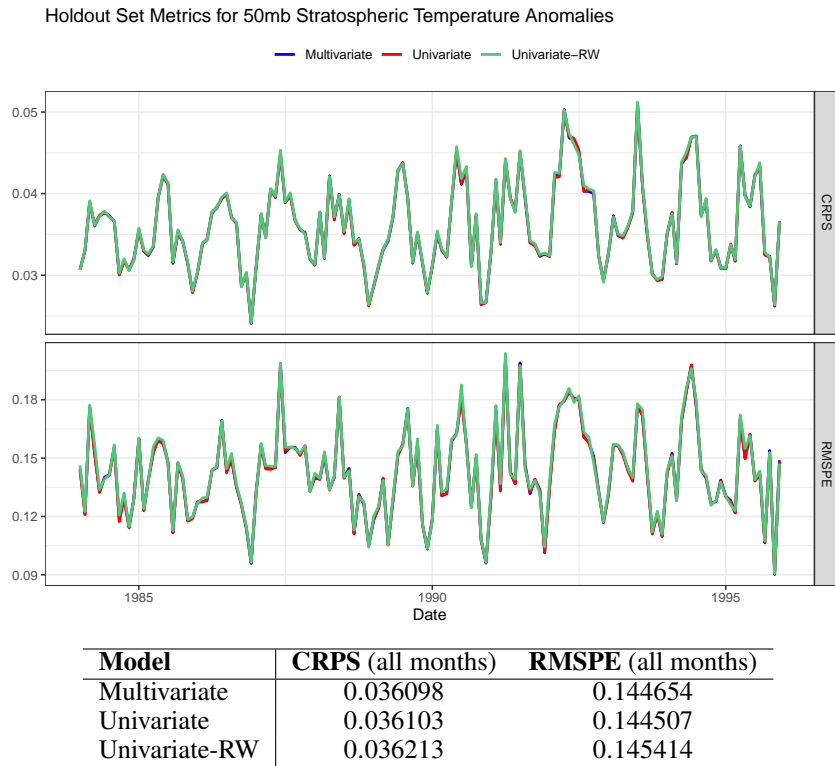 Holdout Set Metrics for 50mb Stratospheric Temperature Anomalies
Multivariate Univariate Univariate−RW
0.05
0.04
0.03
CRPS
0.18
0.15
0.12
0.09
RMSPE
1985 1990 1995
Date
Model CRPS (all months) RMSPE (all months)
Multivariate 0.036098 0.144654
Univariate 0.036103 0.144507
Univariate-RW 0.036213 0.145414